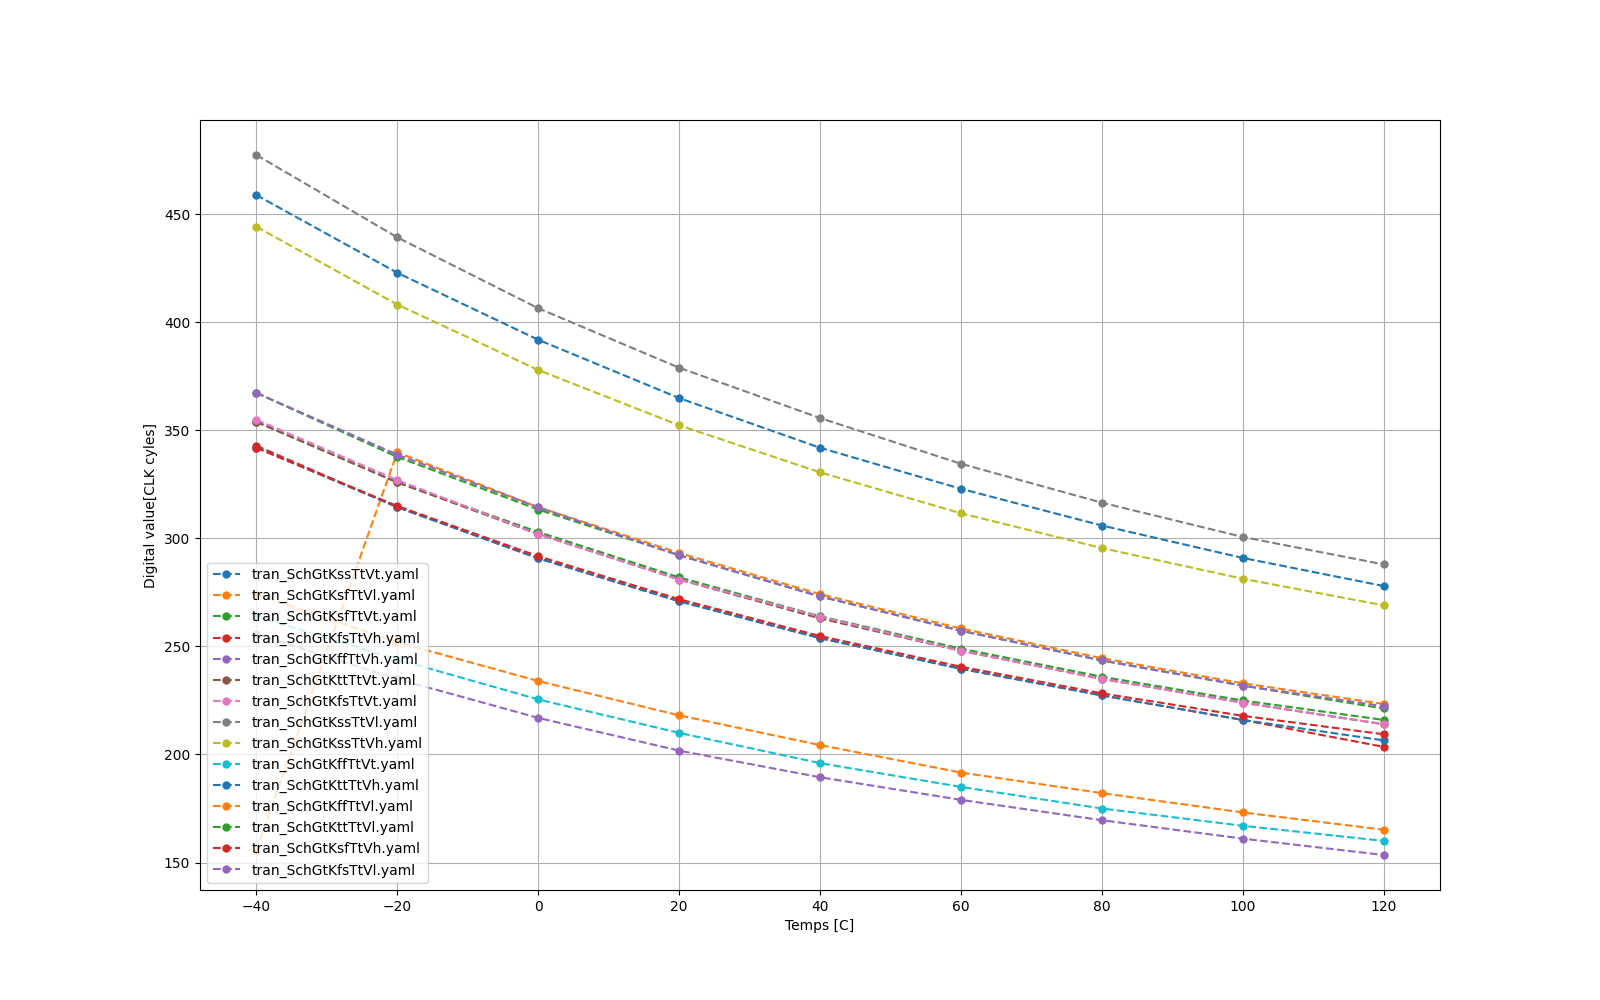 450
400
350
300
250
200
150
Digital value[CLK cyles]
tran_SchGtKssTtVt.yaml
tran_SchGtKsfTtVl.yaml
tran_SchGtKsfTtVt.yaml
tran_SchGtKfsTtVh.yaml
tran_SchGtKffTtVh.yaml
tran_SchGtKttTtVt.yaml
tran_SchGtKfsTtVt.yaml
tran_SchGtKssTtVl.yaml
tran_SchGtKssTtVh.yaml
tran_SchGtKffTtVt.yaml
tran_SchGtKttTtVh.yaml
tran_SchGtKffTtVl.yaml
tran_SchGtKttTtVl.yaml
tran_SchGtKsfTtVh.yaml
tran_SchGtKfsTtVl.yaml
−40 −20 0 20 40 60 80 100 120
Temps [C]